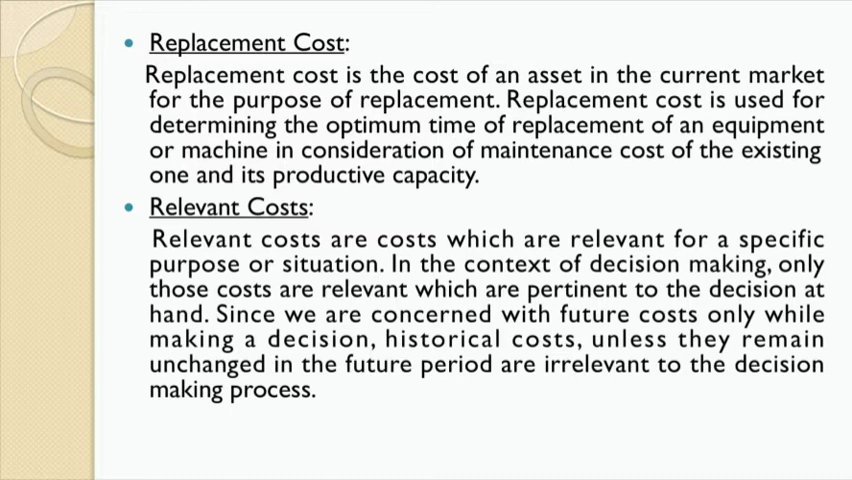 • Replacement Cost:
Replacement cost is the cost of an asset in the current market
for the purpose of replacement. Replacement cost is used for
determining the optimum time of replacement of an equipment
or machine in consideration of maintenance cost of the existing
one and its productive capacity.
• Relevant Costs:
Relevant costs are costs which are relevant for a specific
purpose or situation. In the context of decision making, only
those costs are relevant which are pertinent to the decision at
hand. Since we are concerned with future costs only while
making a decision, historical costs, unless they remain
unchanged in the future period are irrelevant to the decision
making process.